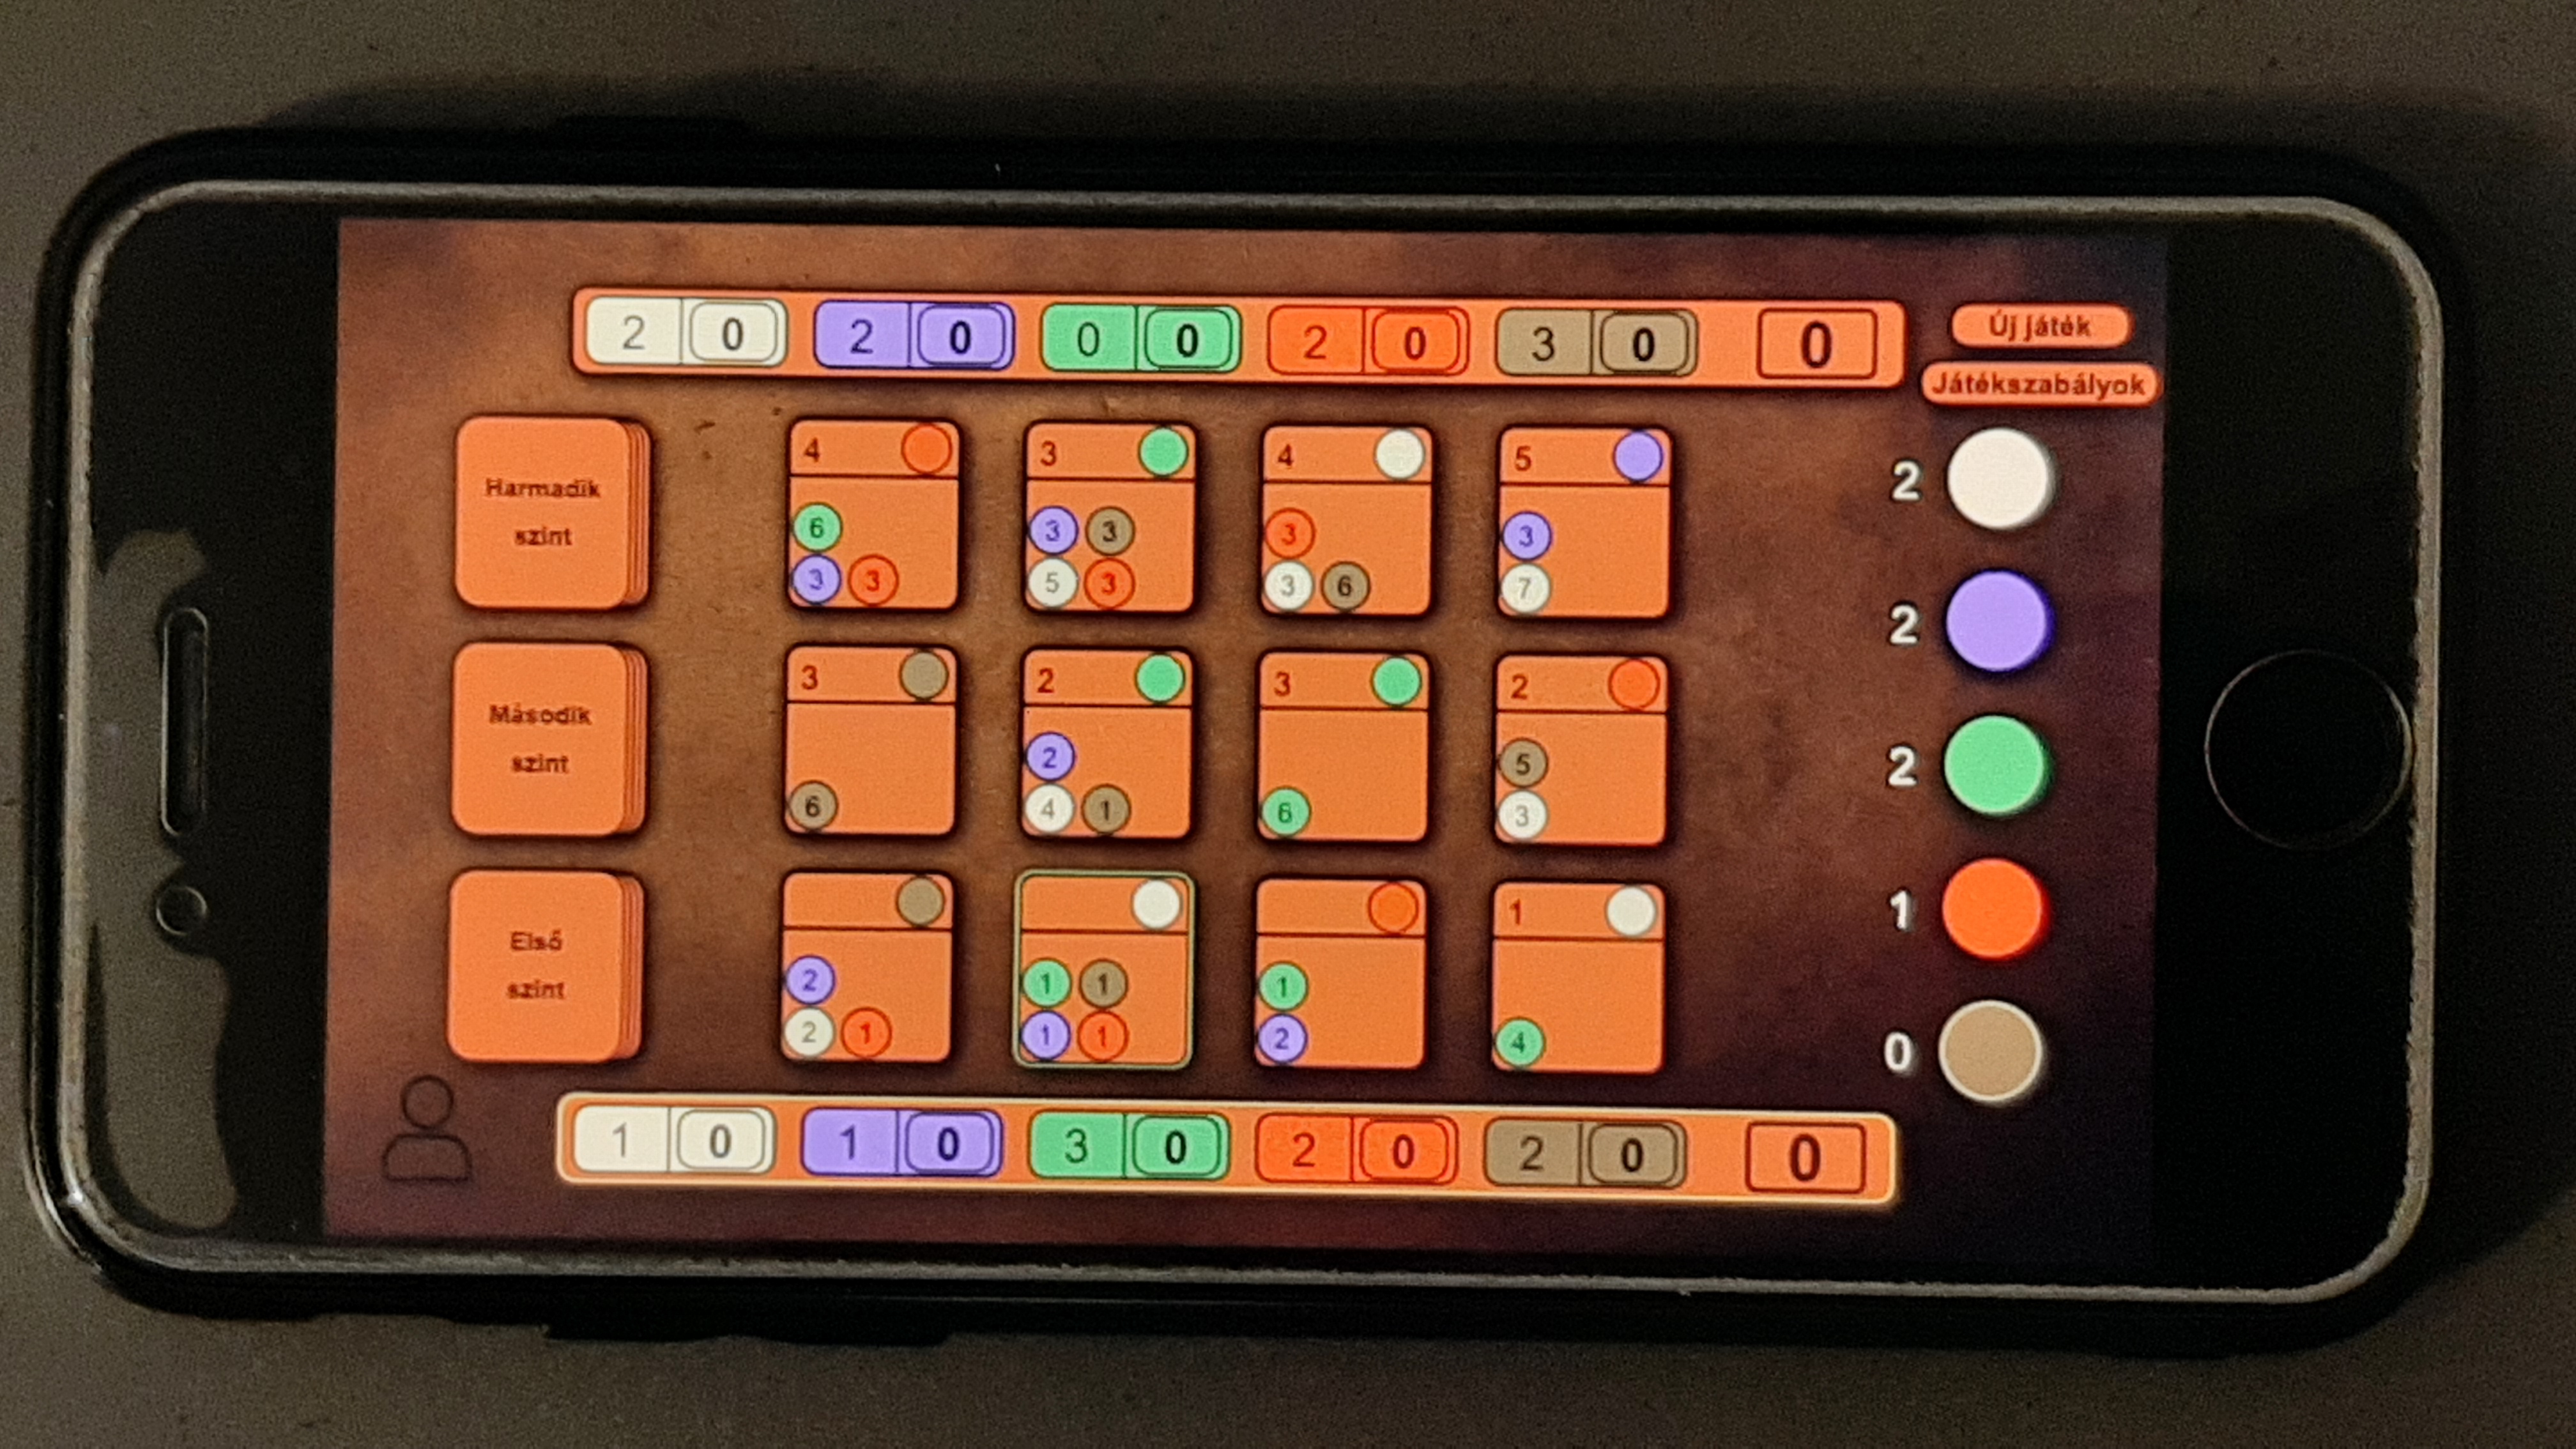 2 0 2 0 0 0 2 0 3 0 0
Új játék
Játékszabályok
Harmadik
szint
4 3 4 5
6 3 3 3 3
3 3 5 3 3 6 7
2
2
Második
szint
3 2 3 2
2 5
6 4 1 6 3
2
Első
szint
1
2 1 1 1
2 1 1 1 2 4
1
0
1 0 1 0 3 0 2 0 2 0 0